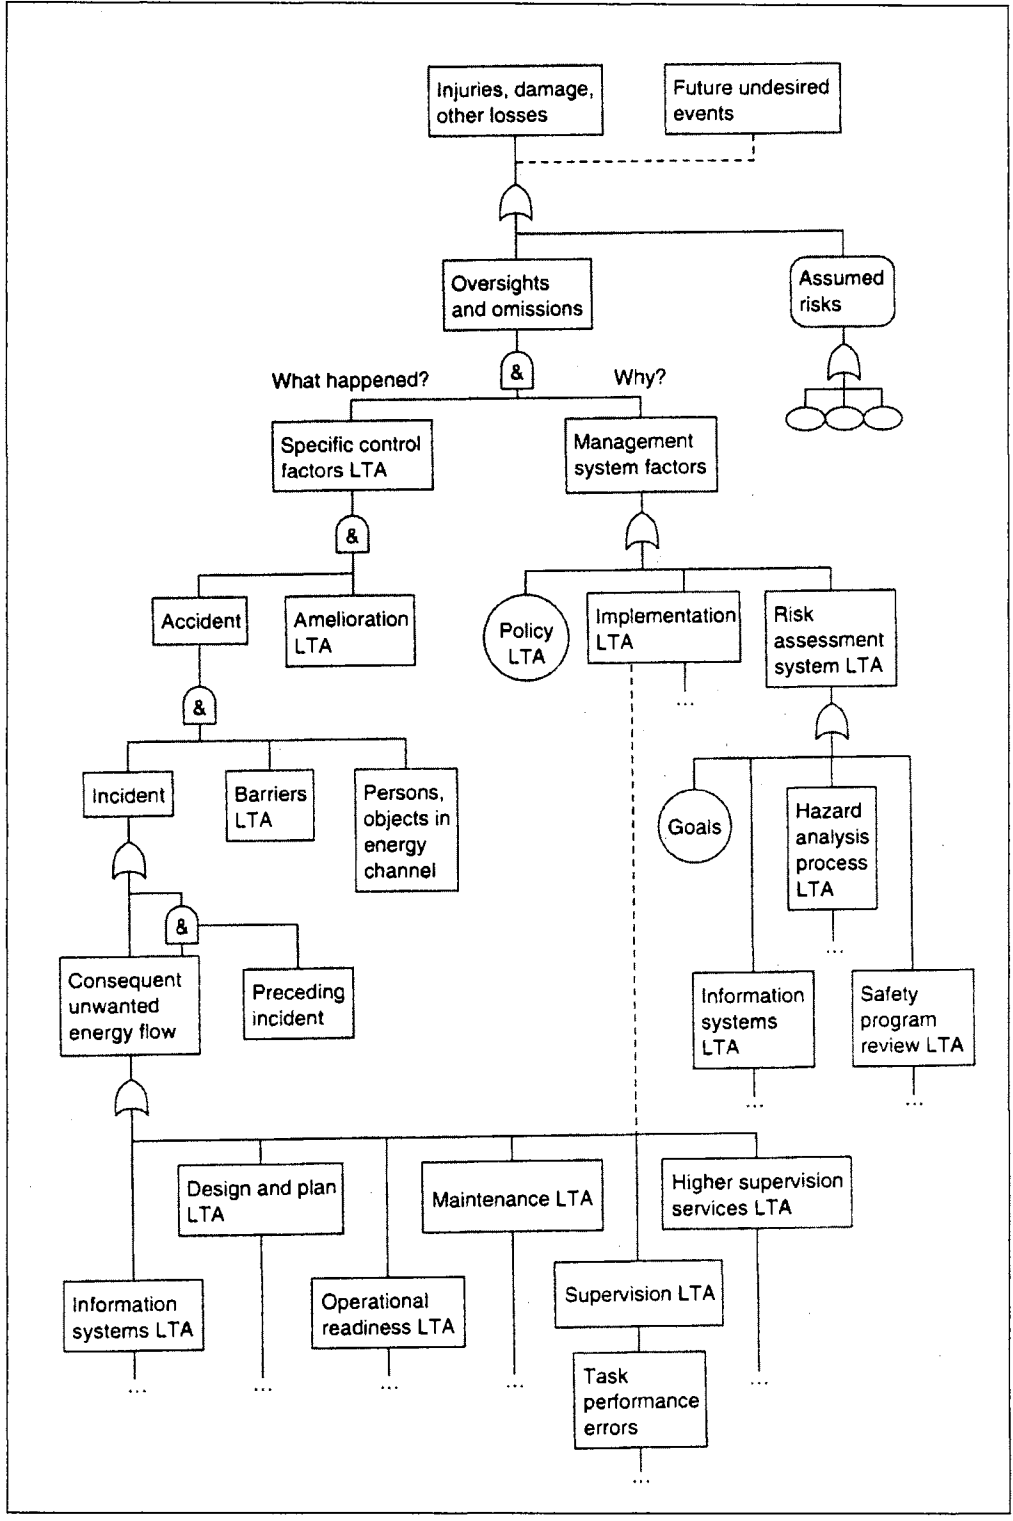 Injuries, damage,
other losses
Future undesired
events
Oversights
and omissions
Assumed
risks
&
What happened?
Why?
Specific control
factors LTA
Management
system factors
&
Accident
Amelioration
LTA
Policy
LTA
Implementation
LTA
...
Risk
assessment
system LTA
&
Incident
Barriers
LTA
Persons,
objects in
energy
channel
Goals
Hazard
analysis
process
LTA
...
&
Consequent
unwanted
energy flow
Preceding
incident
Information
systems
LTA
...
Safety
program
review LTA
...
Design and plan
LTA
...
Maintenance LTA
...
Higher supervision
services LTA
...
Information
systems LTA
...
Operational
readiness LTA
...
Supervision LTA
Task
performance
errors
...